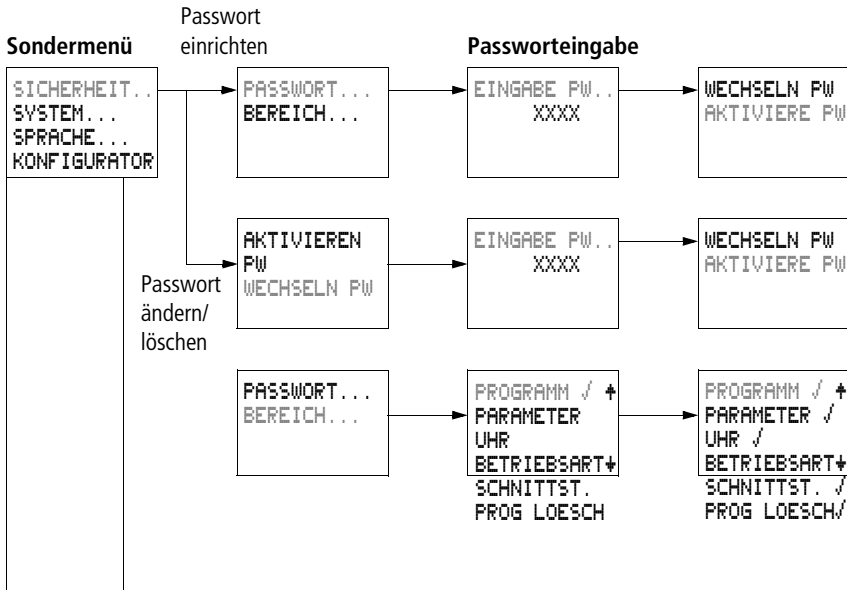 Passwort
einrichten
Sondermenü
Passworteingabe
SICHERHEIT..
SYSTEM...
SPRACHE...
KONFIGURATOR
PASSWORT...
BEREICH...
EINGABE PW..
XXXX
WECHSELN PW
AKTIVIERE PW
Passwort
ändern/
löschen
AKTIVIEREN
PW
WECHSELN PW
EINGABE PW..
XXXX
WECHSELN PW
AKTIVIERE PW
PASSWORT...
BEREICH...
PROGRAMM √ ↑
PARAMETER
UHR
BETRIEBSART↓
SCHNITTST.
PROG LOESCH
PROGRAMM √ ↑
PARAMETER √
UHR √
BETRIEBSART↓
SCHNITTST. √
PROG LOESCH√